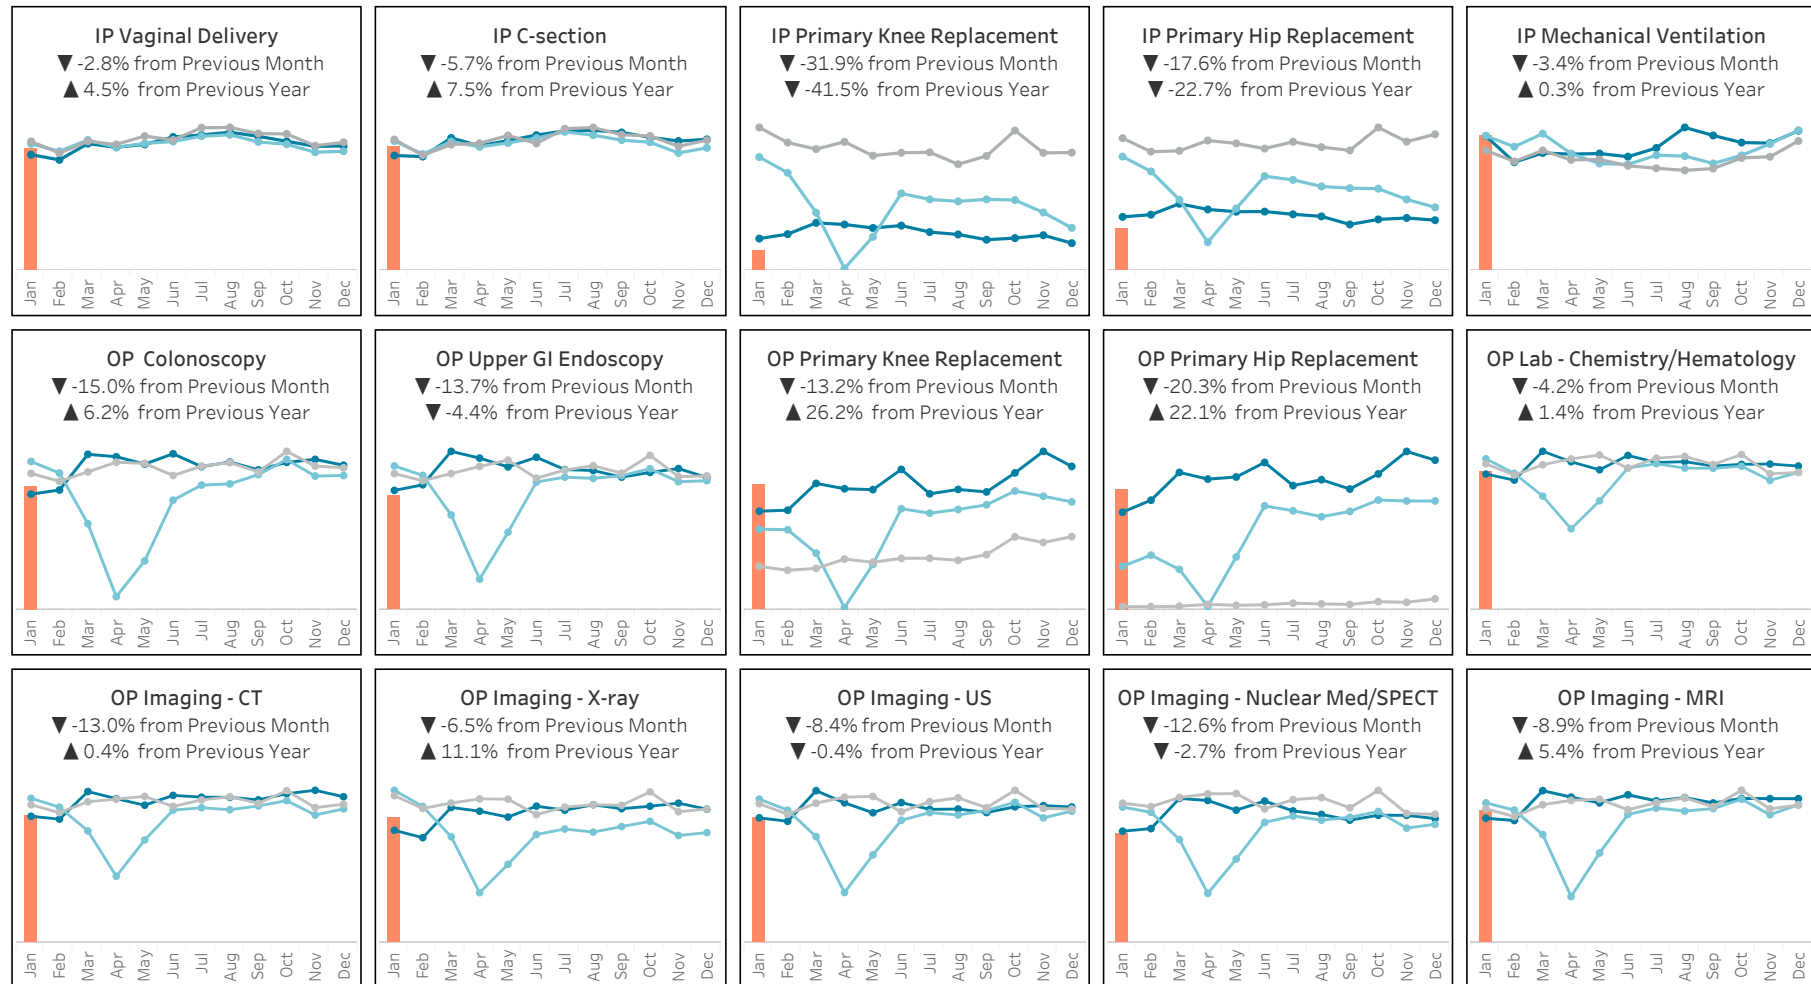 IP Vaginal Delivery
▼ -2.8% from Previous Month
▲ 4.5% from Previous Year
Jan Feb Mar Apr May Jun Jul Aug Sep Oct Nov Dec
IP C-section
▼ -5.7% from Previous Month
▲ 7.5% from Previous Year
Jan Feb Mar Apr May Jun Jul Aug Sep Oct Nov Dec
IP Primary Knee Replacement
▼ -31.9% from Previous Month
▼ -41.5% from Previous Year
Jan Feb Mar Apr May Jun Jul Aug Sep Oct Nov Dec
IP Primary Hip Replacement
▼ -17.6% from Previous Month
▼ -22.7% from Previous Year
Jan Feb Mar Apr May Jun Jul Aug Sep Oct Nov Dec
IP Mechanical Ventilation
▼ -3.4% from Previous Month
▲ 0.3% from Previous Year
Jan Feb Mar Apr May Jun Jul Aug Sep Oct Nov Dec
OP Colonoscopy
▼ -15.0% from Previous Month
▲ 6.2% from Previous Year
Jan Feb Mar Apr May Jun Jul Aug Sep Oct Nov Dec
OP Upper GI Endoscopy
▼ -13.7% from Previous Month
▼ -4.4% from Previous Year
Jan Feb Mar Apr May Jun Jul Aug Sep Oct Nov Dec
OP Primary Knee Replacement
▼ -13.2% from Previous Month
▲ 26.2% from Previous Year
Jan Feb Mar Apr May Jun Jul Aug Sep Oct Nov Dec
OP Primary Hip Replacement
▼ -20.3% from Previous Month
▲ 22.1% from Previous Year
Jan Feb Mar Apr May Jun Jul Aug Sep Oct Nov Dec
OP Lab - Chemistry/Hematology
▼ -4.2% from Previous Month
▲ 1.4% from Previous Year
Jan Feb Mar Apr May Jun Jul Aug Sep Oct Nov Dec
OP Imaging - CT
▼ -13.0% from Previous Month
▲ 0.4% from Previous Year
Jan Feb Mar Apr May Jun Jul Aug Sep Oct Nov Dec
OP Imaging - X-ray
▼ -6.5% from Previous Month
▲ 11.1% from Previous Year
Jan Feb Mar Apr May Jun Jul Aug Sep Oct Nov Dec
OP Imaging - US
▼ -8.4% from Previous Month
▼ -0.4% from Previous Year
Jan Feb Mar Apr May Jun Jul Aug Sep Oct Nov Dec
OP Imaging - Nuclear Med/SPECT
▼ -12.6% from Previous Month
▼ -2.7% from Previous Year
Jan Feb Mar Apr May Jun Jul Aug Sep Oct Nov Dec
OP Imaging - MRI
▼ -8.9% from Previous Month
▲ 5.4% from Previous Year
Jan Feb Mar Apr May Jun Jul Aug Sep Oct Nov Dec